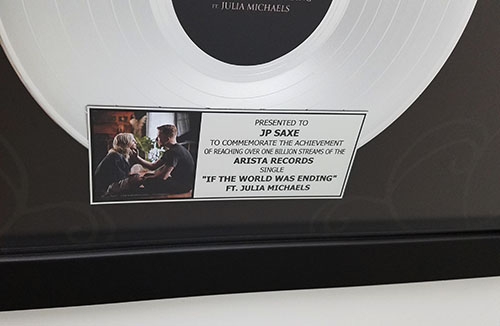 FT. JULIA MICHAELS
PRESENTED TO
JP SAXE
TO COMMEMORATE THE ACHIEVEMENT
OF REACHING OVER ONE BILLION STREAMS OF THE
ARISTA RECORDS
SINGLE
"IF THE WORLD WAS ENDING"
FT. JULIA MICHAELS